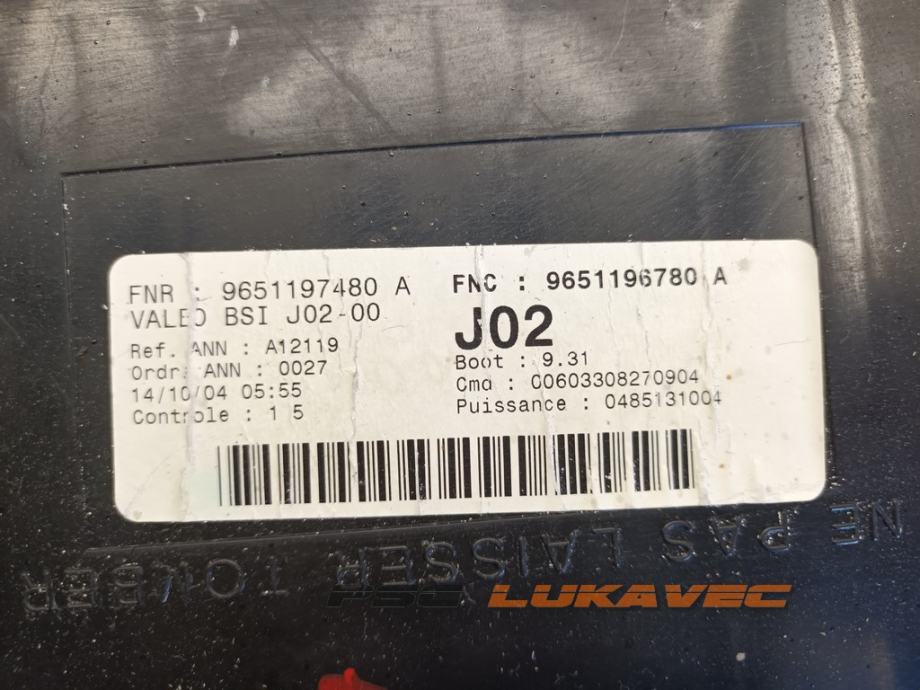 FNR : 9651197480 A
VALEO BSI J02-00
Ref. ANN : A12119
Ordr. ANN : 0027
14/10/04 05:55
Controle : 1 5
FNC : 9651196780 A
J02
Boot : 9.31
Cmd : 00603308270904
Puissance : 0485131004
NE PAS LAISSER TOMBER
PSC LUKAVEC